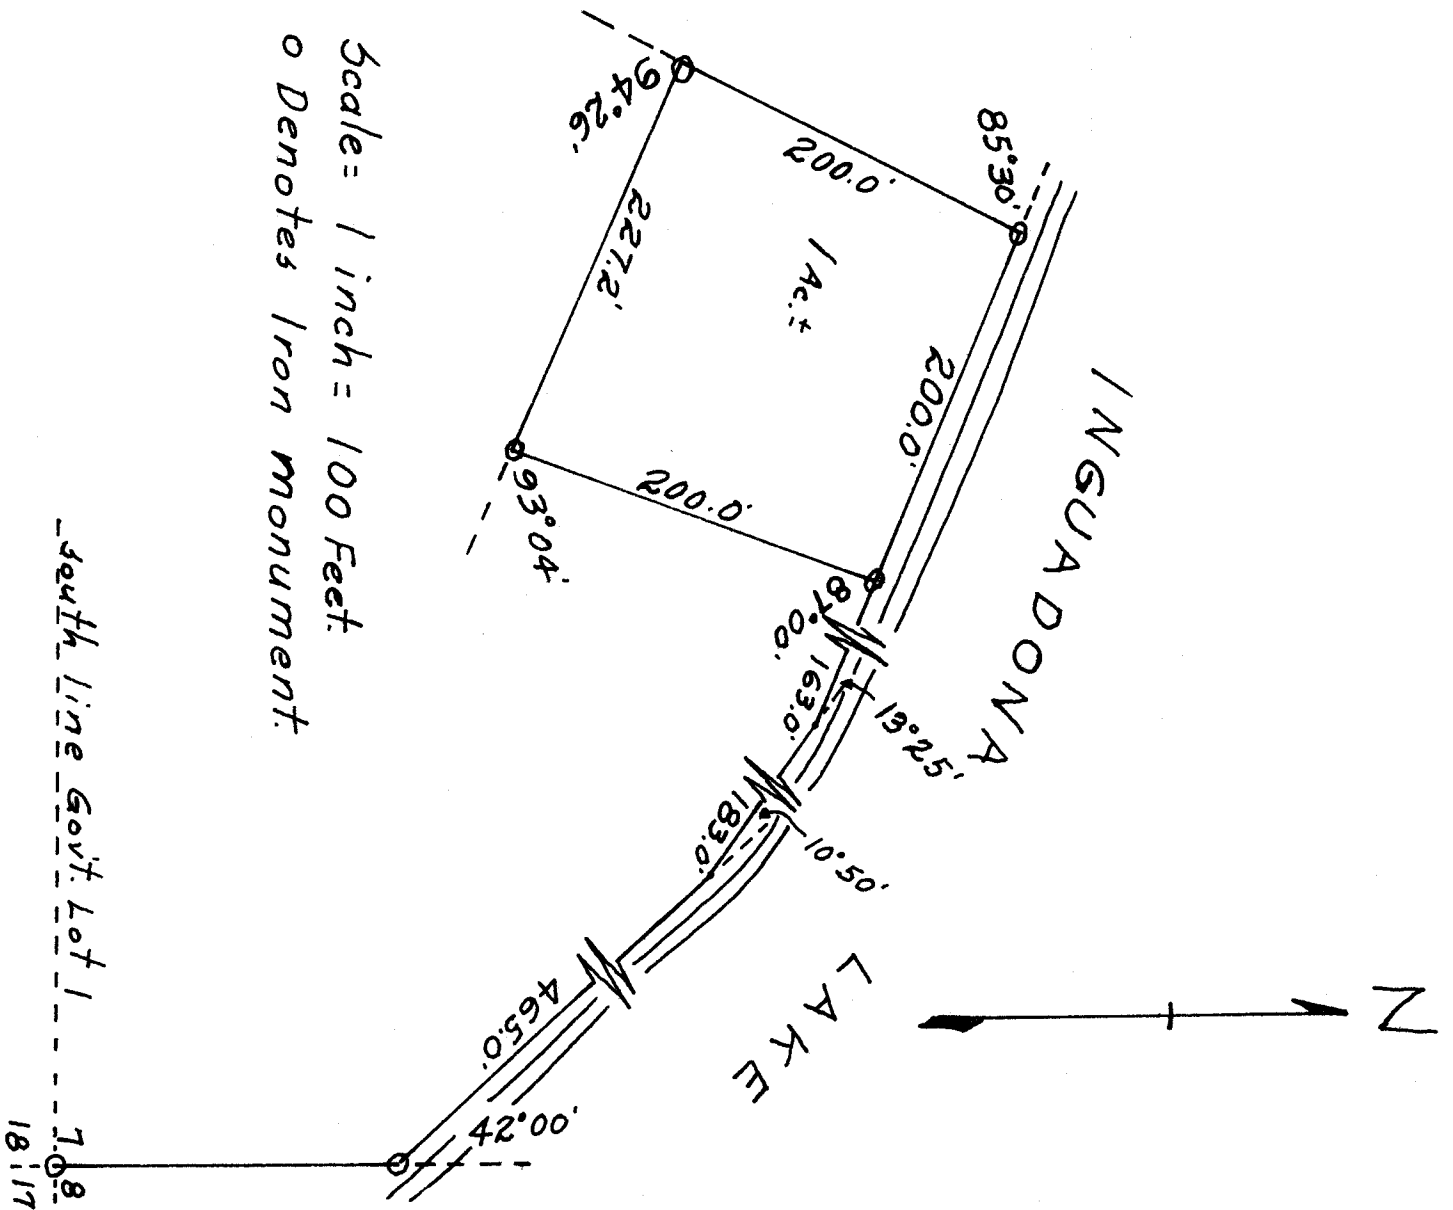 N
INGUADONA
LAKE
85°30'
200.0'
94°26'
1 Ac.±
200.0'
227.2'
200.0'
93°04'
87°00'
163.0'
13°25'
183.0'
10°50'
465.0'
42°00'
Scale= 1 inch= 100 Feet.
o Denotes Iron monument.
South line Govt. Lot 1
7 8
18 17